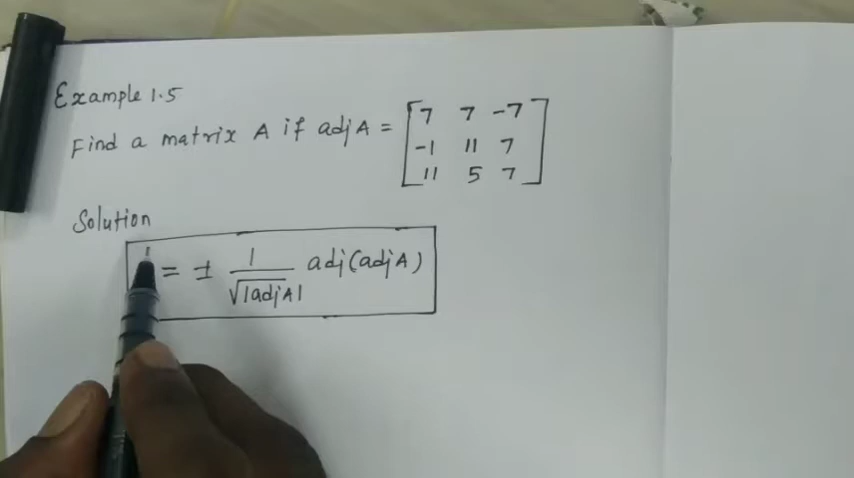 Example 1.5
Find a matrix A if adj A = [7 7 -7
-1 11 7
11 5 7]
Solution
= ± 1/√|adj A| adj(adj A)